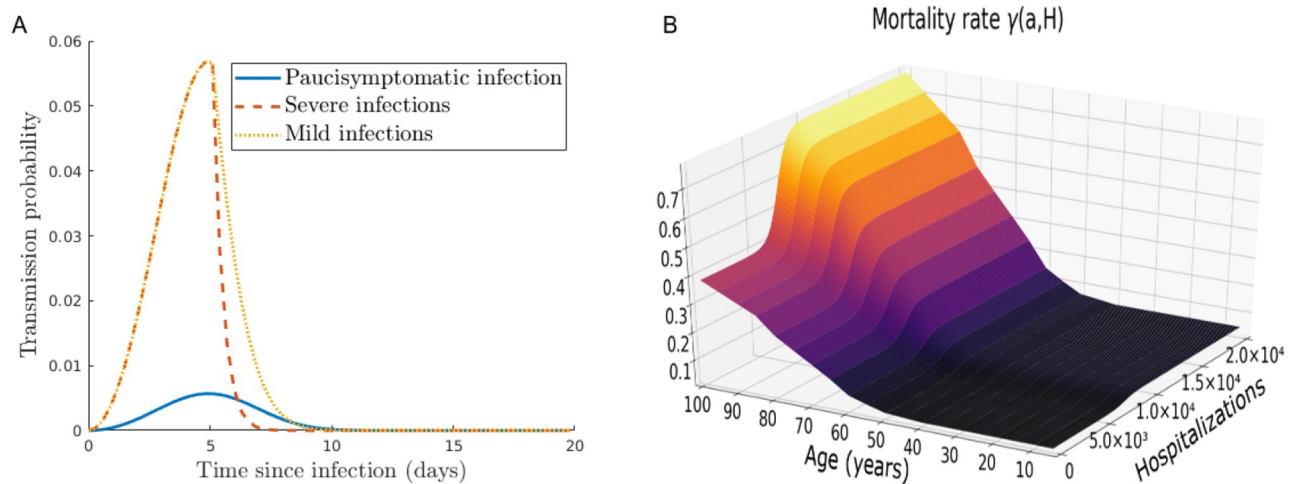 A
0.06
0.05
0.04
0.03
0.02
0.01
0
Transmission probability
Paucisymptomatic infection
Severe infections
Mild infections
0 5 10 15 20
Time since infection (days)
B
Mortality rate γ(a,H)
0.7
0.6
0.5
0.4
0.3
0.2
0.1
100 90 80 70 60 50 40 30 20 10
Age (years)
0
5.0×10³
1.0×10⁴
1.5×10⁴
2.0×10⁴
Hospitalizations